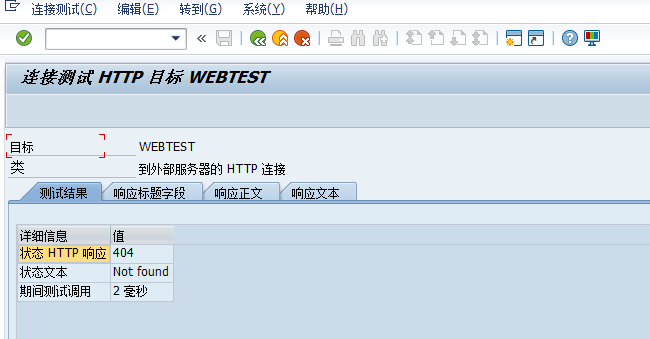 连接测试(C) 编辑(E) 转到(G) 系统(Y) 帮助(H)
连接测试 HTTP 目标 WEBTEST
目标 WEBTEST
类 到外部服务器的 HTTP 连接
测试结果 响应标题字段 响应正文 响应文本
详细信息 值
状态 HTTP 响应 404
状态文本 Not found
期间测试调用 2 毫秒